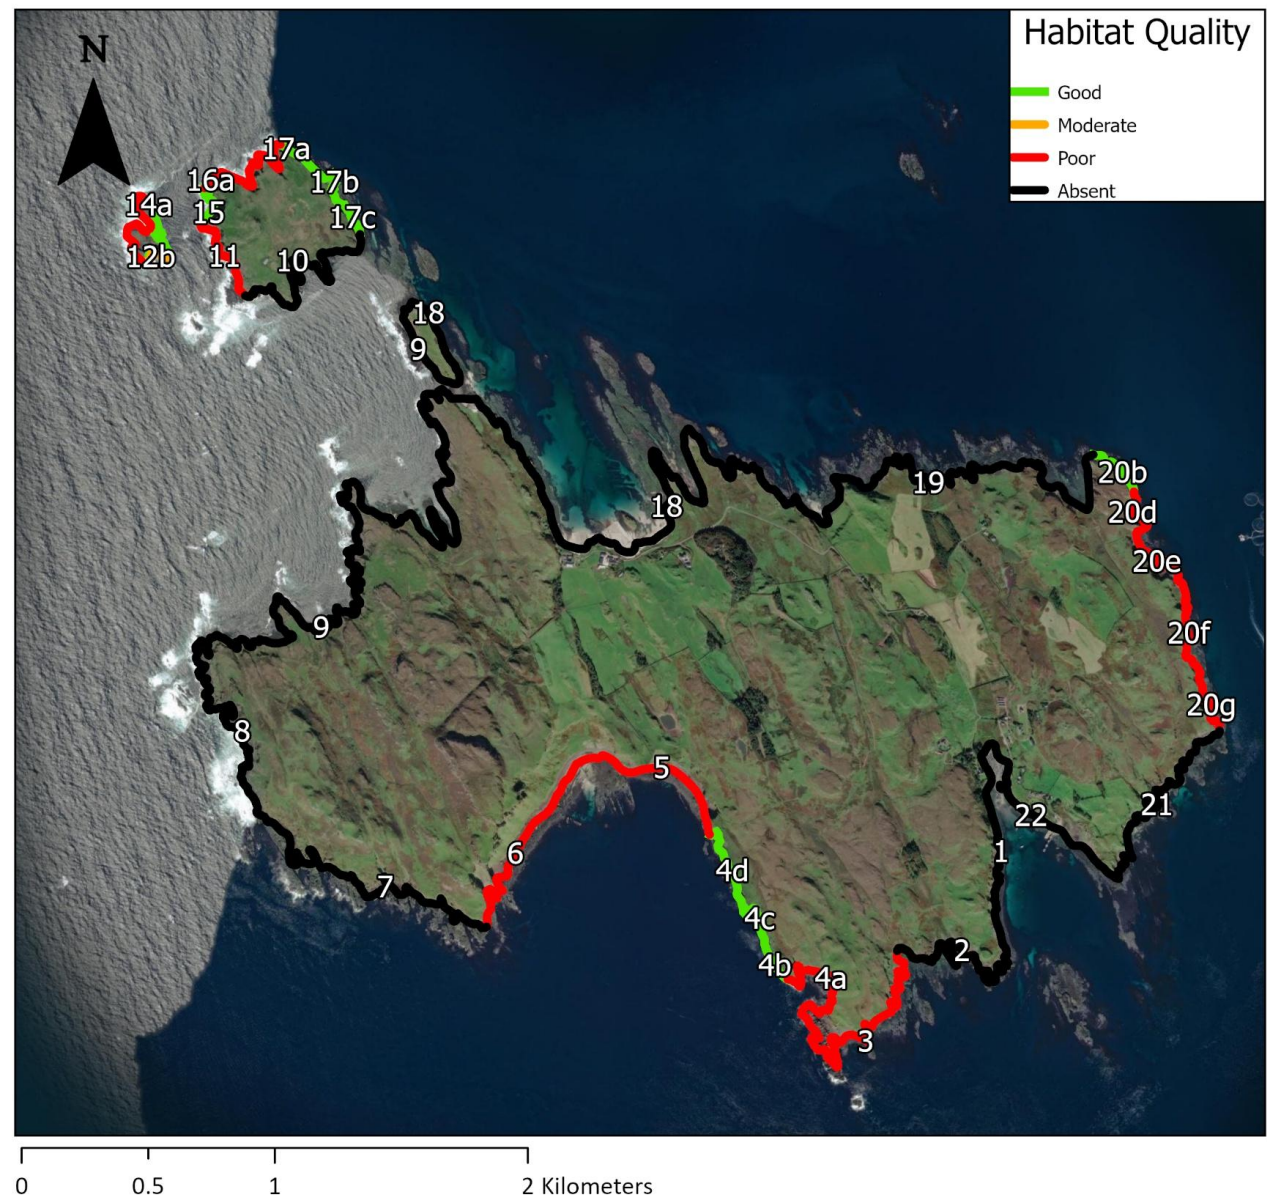 N
Habitat Quality
Good
Moderate
Poor
Absent
17a
16a
17b
14a
15
17c
12b
11
10
18
9
20b
19
18
20d
20e
9
20f
20g
8
5
21
22
6
1
4d
7
4c
2
4b
4a
3
0 0.5 1 2 Kilometers